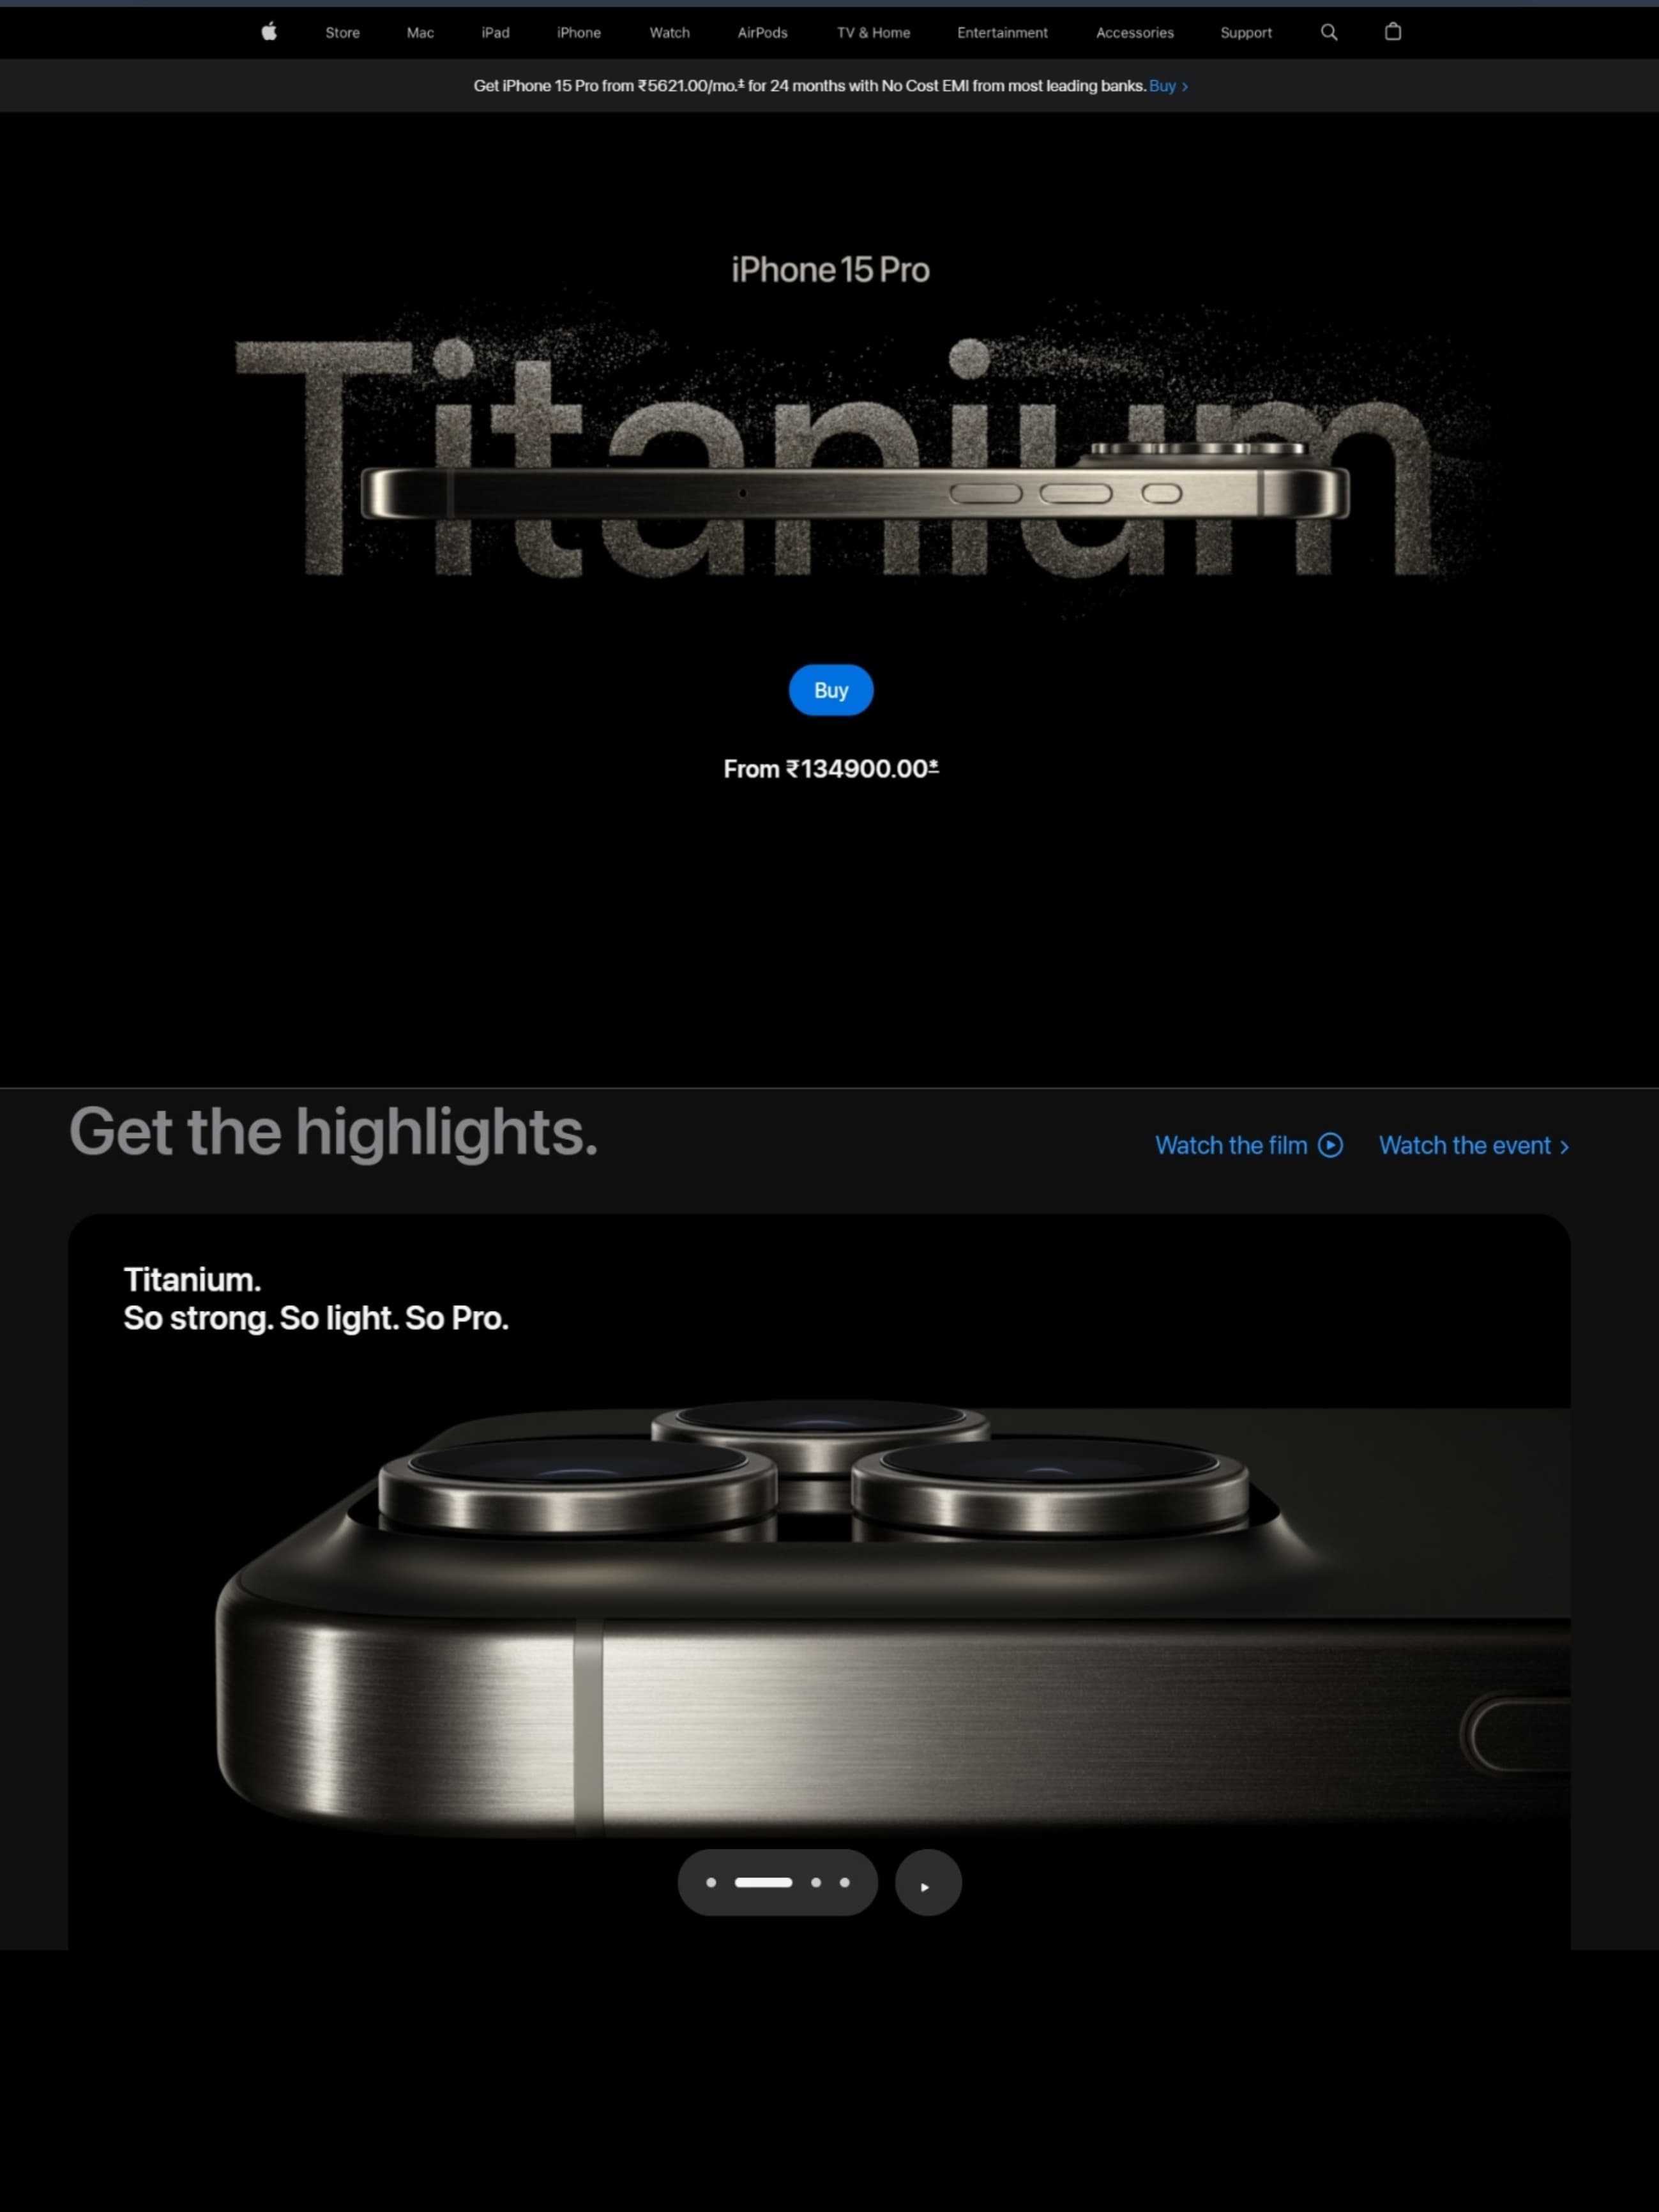 Store Mac iPad iPhone Watch AirPods TV & Home Entertainment Accessories Support
Get iPhone 15 Pro from ₹5621.00/mo.‡ for 24 months with No Cost EMI from most leading banks. Buy >
iPhone 15 Pro
Titanium
Buy
From ₹134900.00*
Get the highlights.
Watch the film
Watch the event >
Titanium.
So strong. So light. So Pro.